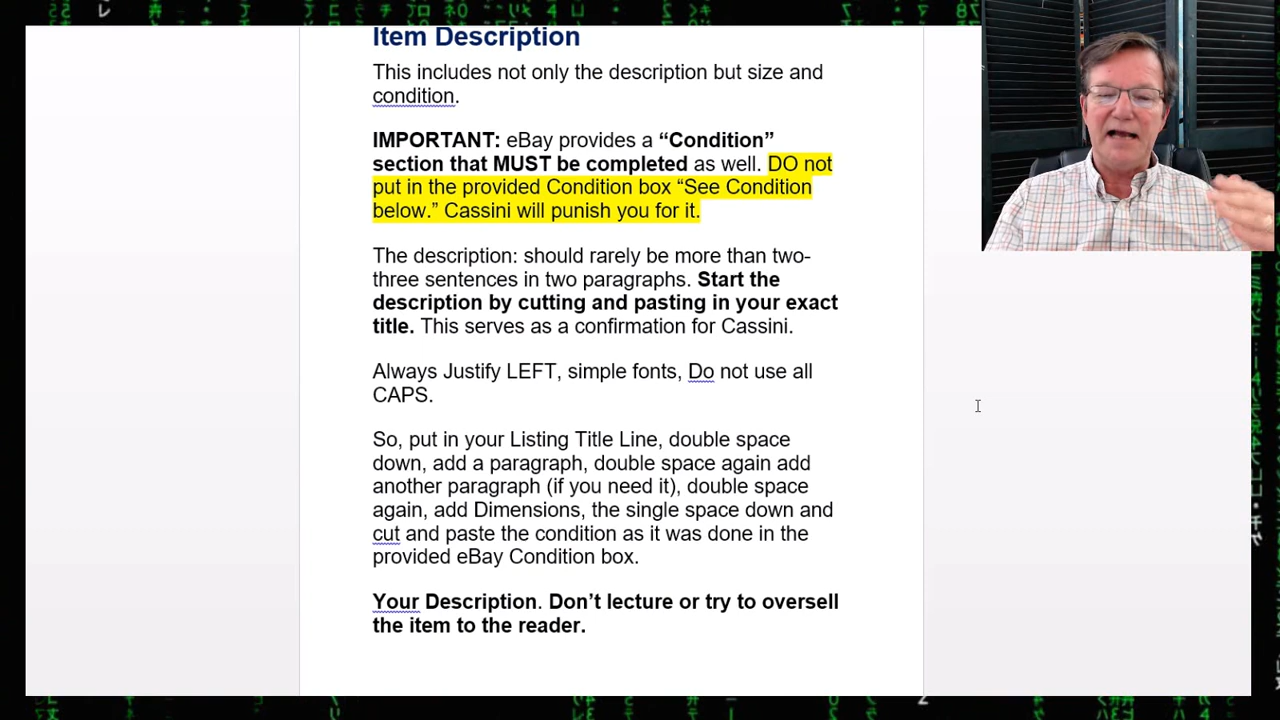 Item Description
This includes not only the description but size and
condition.
IMPORTANT: eBay provides a “Condition”
section that MUST be completed as well. DO not
put in the provided Condition box “See Condition
below.” Cassini will punish you for it.
The description: should rarely be more than two-
three sentences in two paragraphs. Start the
description by cutting and pasting in your exact
title. This serves as a confirmation for Cassini.
Always Justify LEFT, simple fonts, Do not use all
CAPS.
So, put in your Listing Title Line, double space
down, add a paragraph, double space again add
another paragraph (if you need it), double space
again, add Dimensions, the single space down and
cut and paste the condition as it was done in the
provided eBay Condition box.
Your Description. Don’t lecture or try to oversell
the item to the reader.